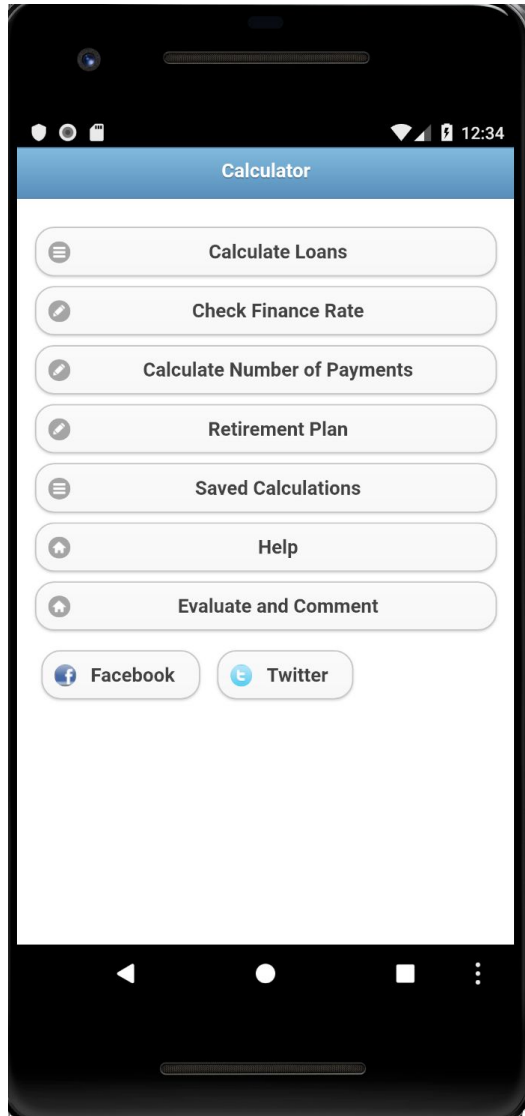 12:34
Calculator
Calculate Loans
Check Finance Rate
Calculate Number of Payments
Retirement Plan
Saved Calculations
Help
Evaluate and Comment
Facebook Twitter